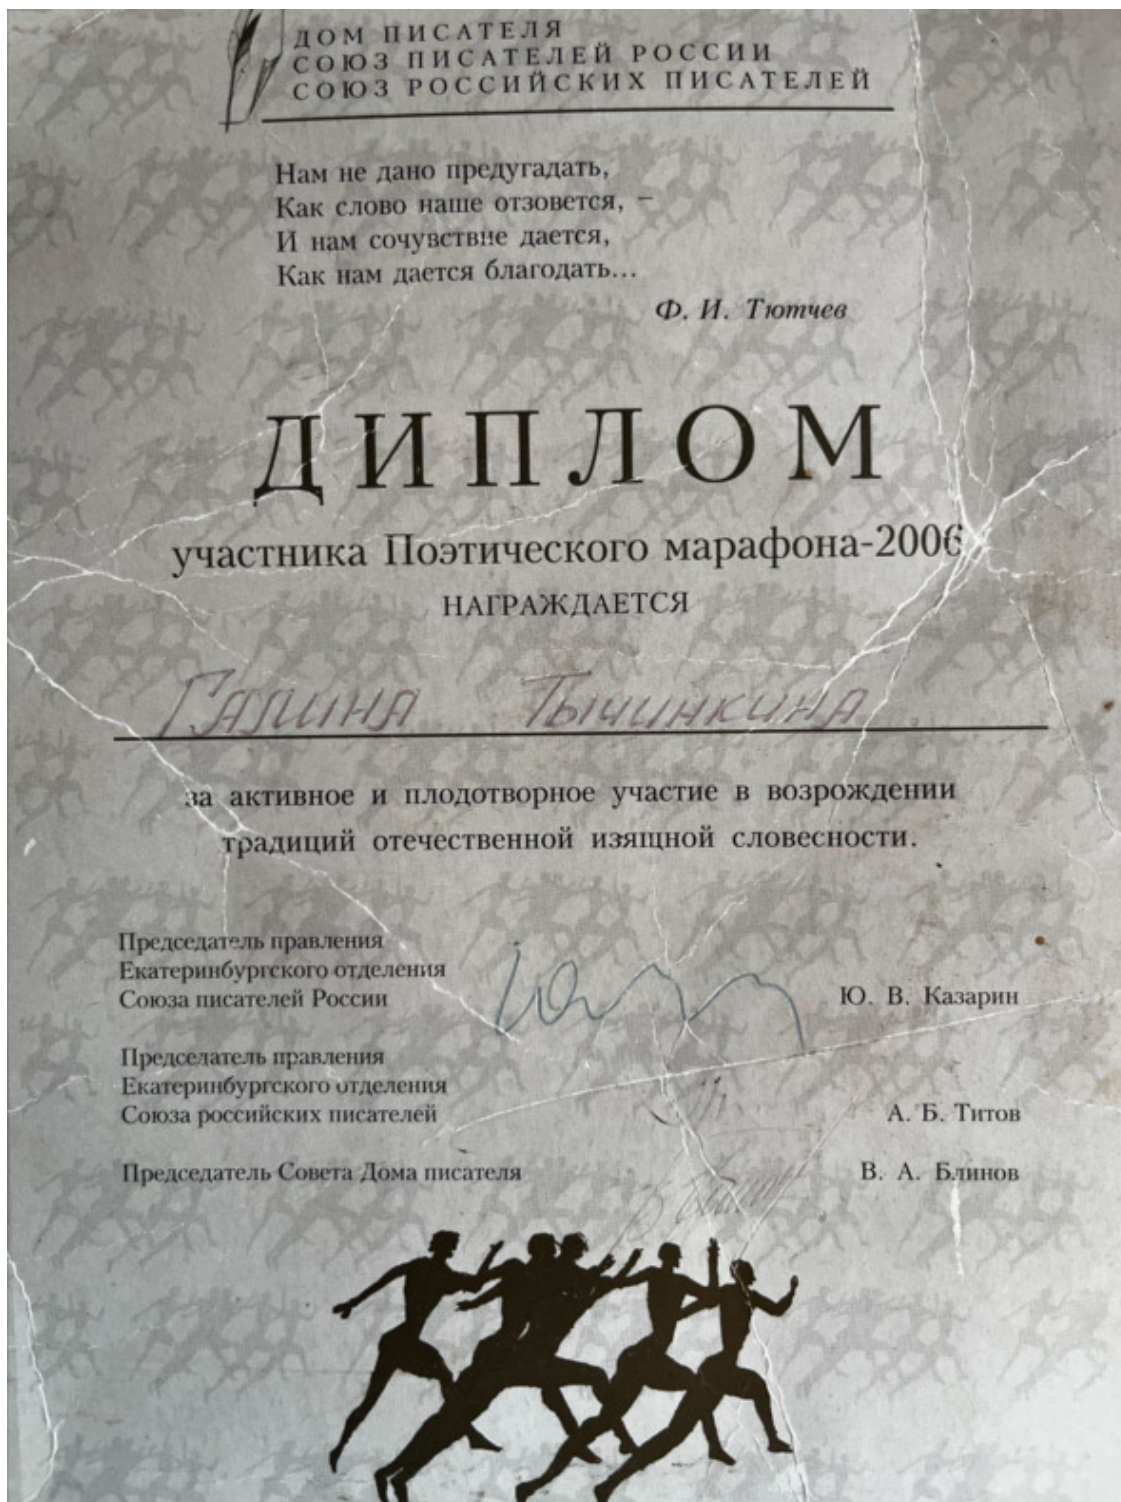 ДОМ ПИСАТЕЛЯ
СОЮЗ ПИСАТЕЛЕЙ РОССИИ
СОЮЗ РОССИЙСКИХ ПИСАТЕЛЕЙ
Нам не дано предугадать,
Как слово наше отзовется, –
И нам сочувствие дается,
Как нам дается благодать...
Ф. И. Тютчев
ДИПЛОМ
участника Поэтического марафона-2006
НАГРАЖДАЕТСЯ
ГАЛИНА ТЫЧИНКИНА
за активное и плодотворное участие в возрождении
традиций отечественной изящной словесности.
Председатель правления
Екатеринбургского отделения
Союза писателей России
Ю. В. Казарин
Председатель правления
Екатеринбургского отделения
Союза российских писателей
А. Б. Титов
Председатель Совета Дома писателя
В. А. Блинов